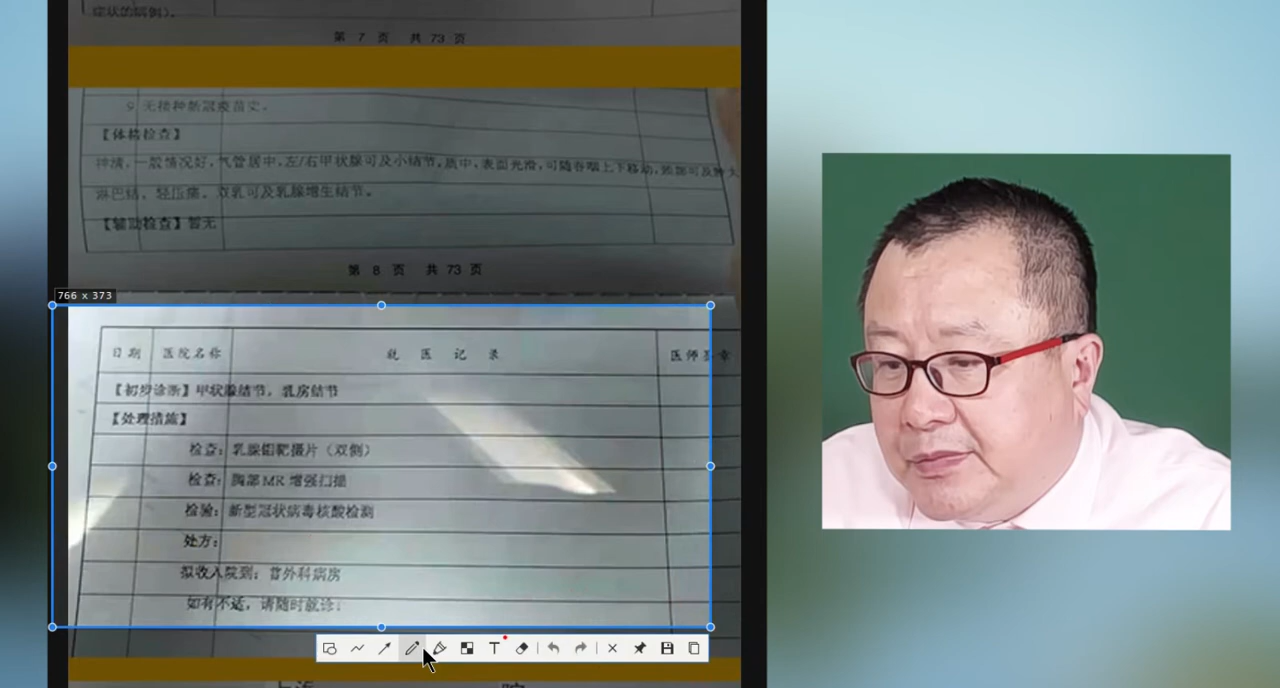 症状的病例)。
第 7 页 共 73 页
9 无接种新冠疫苗史。
【体格检查】
神清，一般情况好，气管居中，左/右甲状腺可及小结节，质中，表面光滑，可随吞咽上下移动，颈部可及肿大
淋巴结，轻压痛，双乳可及乳腺增生结节。
【辅助检查】暂无
第 8 页 共 73 页
766 x 373
日期 医院名称 就 医 记 录 医师签章
【初步诊断】甲状腺结节，乳房结节
【处理措施】
检查：乳腺钼靶摄片（双侧）
检查：胸部 MR 增强扫描
检验：新型冠状病毒核酸检测
处方：
拟收入院到：普外科病房
如有不适，请随时就诊；